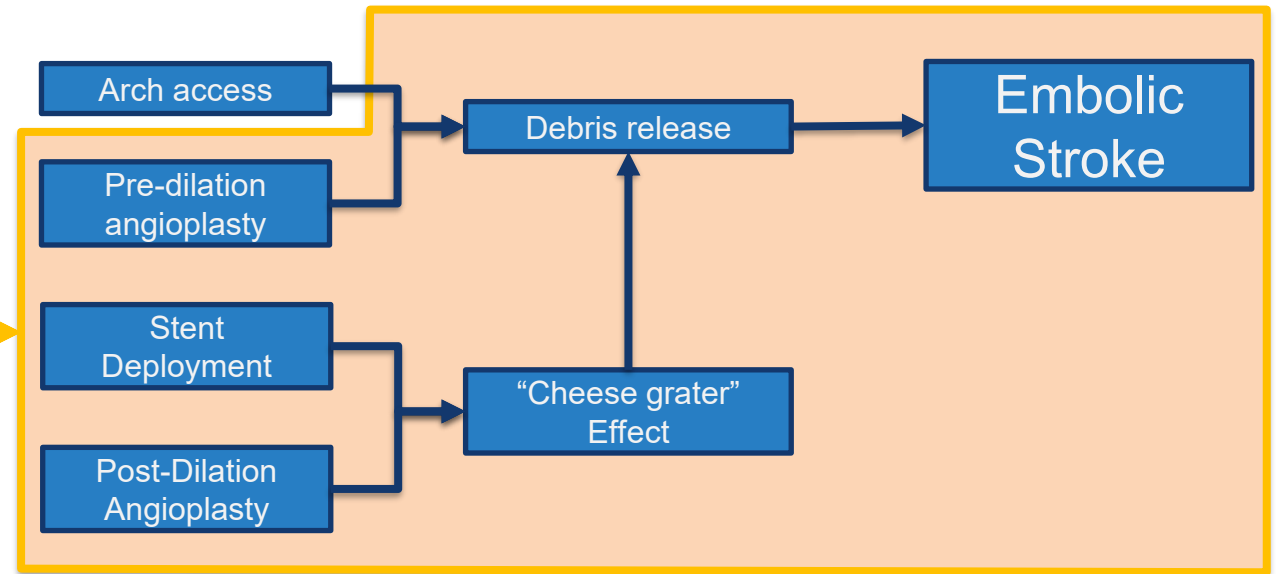 Arch access
Pre-dilation
angioplasty
Stent
Deployment
Post-Dilation
Angioplasty
Debris release
“Cheese grater”
Effect
Embolic
Stroke